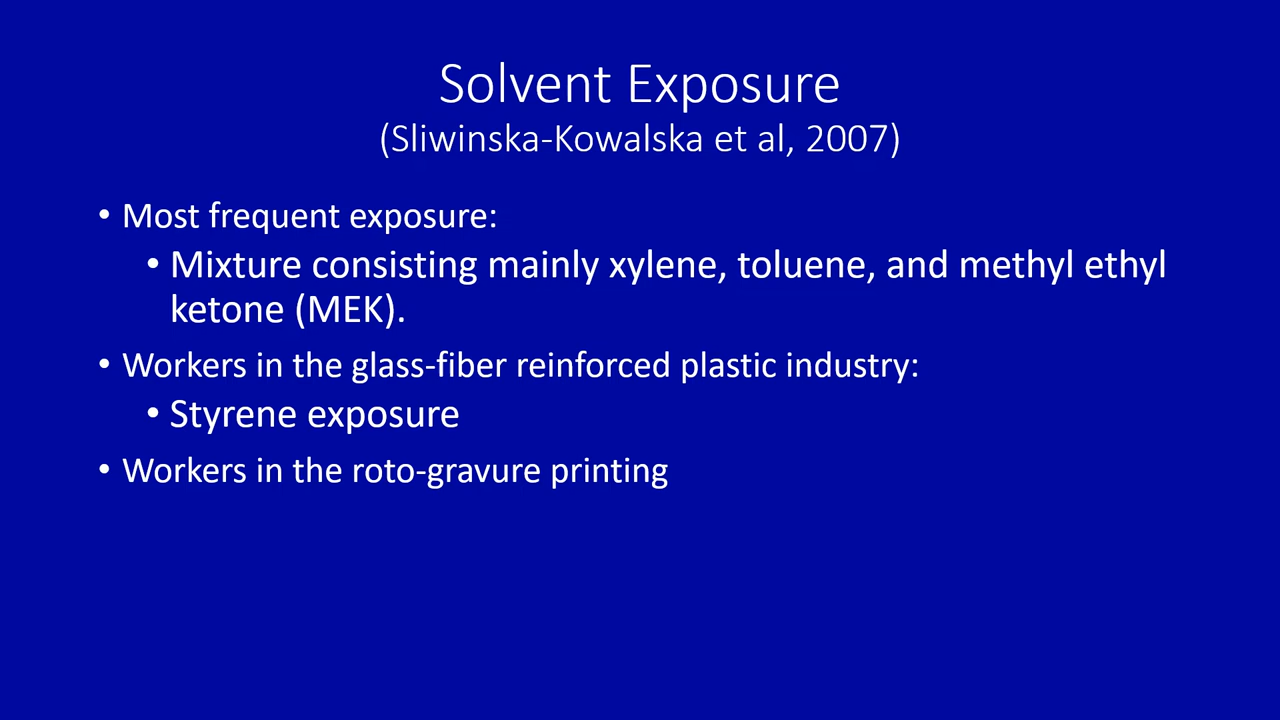 Solvent Exposure
(Sliwinska-Kowalska et al, 2007)
• Most frequent exposure:
• Mixture consisting mainly xylene, toluene, and methyl ethyl
ketone (MEK).
• Workers in the glass-fiber reinforced plastic industry:
• Styrene exposure
• Workers in the roto-gravure printing